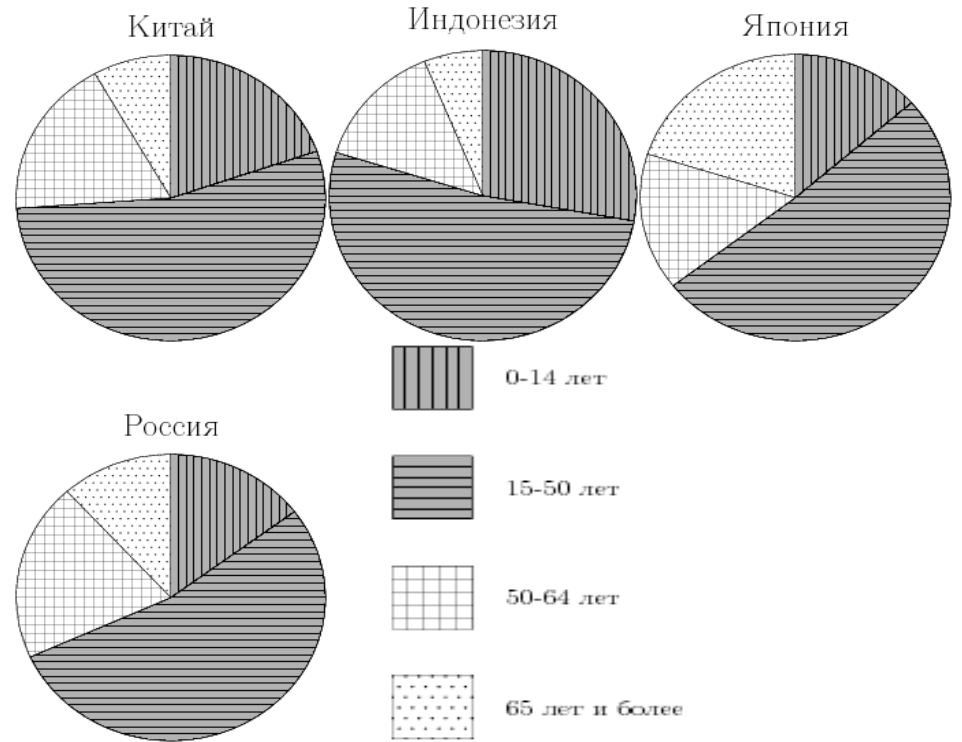 Китай
Индонезия
Япония
Россия
0-14 лет
15-50 лет
50-64 лет
65 лет и более